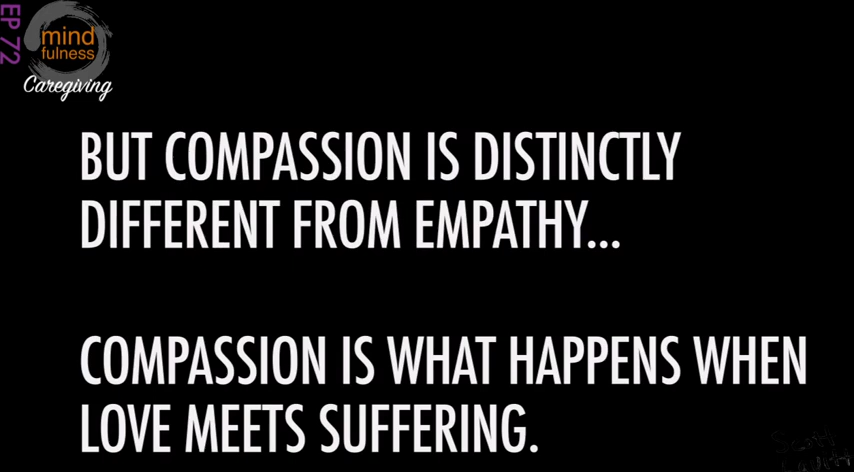 EP 72
mind
fulness
Caregiving
BUT COMPASSION IS DISTINCTLY
DIFFERENT FROM EMPATHY...
COMPASSION IS WHAT HAPPENS WHEN
LOVE MEETS SUFFERING.